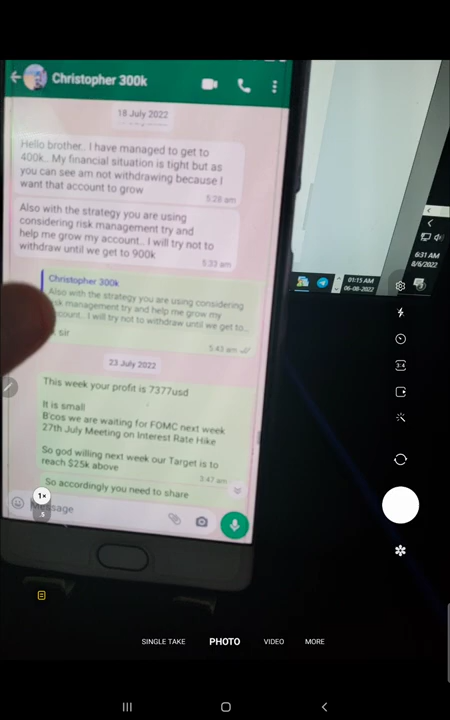 Christopher 300k
18 July 2022
Hello brother.. I have managed to get to
400k.. My financial situation is tight but as
you can see am not withdrawing because I
want that account to grow
5:28 am
Also with the strategy you are using
considering risk management try and
help me grow my account.. I will try not to
withdraw until we get to 900k
5:33 am
Christopher 300k
Also with the strategy you are using considering
risk management try and help me grow my
account.. I will try not to withdraw until we get to...
sir
5:43 am
23 July 2022
This week your profit is 7377usd
It is small
B'cos we are waiting for FOMC next week
27th July Meeting on Interest Rate Hike
So god willing next week our Target is to
reach $25k above
3:47 am
So accordingly you need to share
Message
01:15 AM
06-08-2022
6:31 AM
8/6/2022
3:4
1×
.5
SINGLE TAKE PHOTO VIDEO MORE